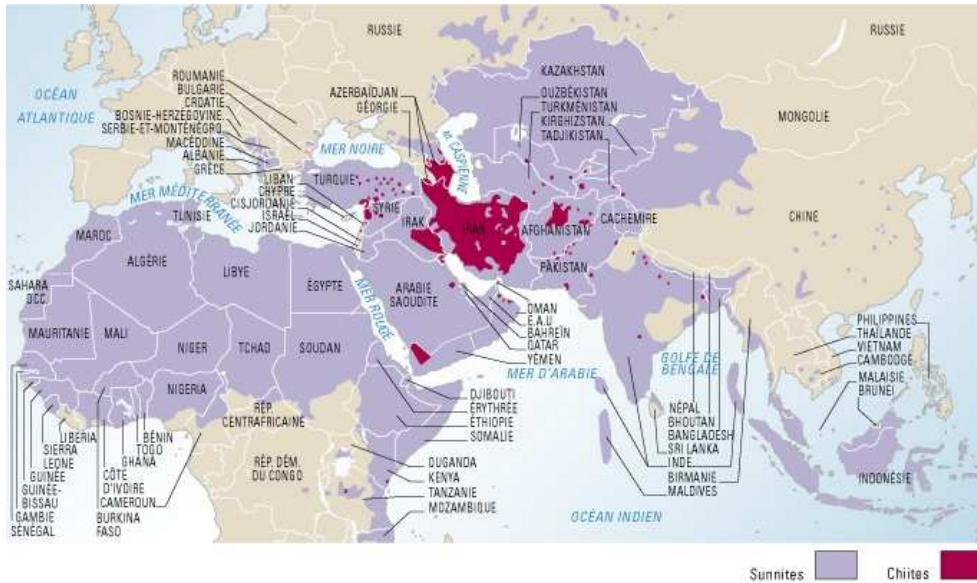 RUSSIE
RUSSIE
OCÉAN
ATLANTIQUE
ROUMANIE
BULGARIE
CROATIE
BOSNIE-HERZÉGOVINE
SERBIE-ET-MONTÉNÉGRO
MACÉDOINE
ALBANIE
GRÈCE
AZERBAÏDJAN
GÉORGIE
KAZAKHSTAN
OUZBÉKISTAN
TURKMÉNISTAN
KIRGHIZSTAN
TADJIKISTAN
MONGOLIE
MER NOIRE
M. CASPIENNE
MER MÉDITERRANÉE
LIBAN
CHYPRE
CISJORDANIE
ISRAËL
JORDANIE
TURQUIE
SYRIE
IRAK
IRAN
AFGHANISTAN
CACHEMIRE
CHINE
PAKISTAN
MAROC
TUNISIE
ALGÉRIE
LIBYE
ÉGYPTE
ARABIE
SAOUDITE
MER ROUGE
SAHARA
OCC.
MAURITANIE
MALI
NIGER
TCHAD
SOUDAN
NIGERIA
OMAN
E.A.U
BAHREÏN
QATAR
YÉMEN
MER D'ARABIE
GOLFE DE
BENGALE
PHILIPPINES
THAÏLANDE
VIETNAM
CAMBODGE
MALAISIE
BRUNEI
INDONÉSIE
RÉP.
CENTRAFRICAINE
RÉP. DÉM.
DU CONGO
DJIBOUTI
ÉRYTHRÉE
ÉTHIOPIE
SOMALIE
OUGANDA
KENYA
TANZANIE
MOZAMBIQUE
NÉPAL
BHOUTAN
BANGLADESH
SRI LANKA
INDE
BIRMANIE
MALDIVES
OCÉAN INDIEN
LIBERIA
SIERRA
LEONE
GUINÉE
GUINÉE-
BISSAU
GAMBIE
SÉNÉGAL
BÉNIN
TOGO
GHANA
CÔTE
D'IVOIRE
CAMEROUN
BURKINA
FASO
Sunnites
Chiites